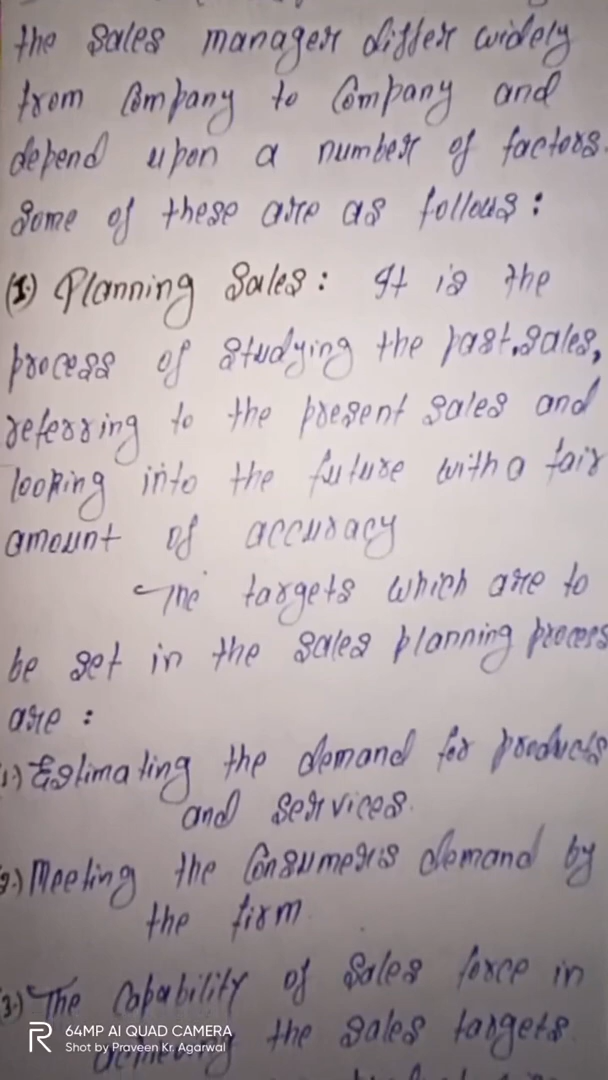 the sales manager differ widely
from Company to Company and
depend upon a number of factors.
Some of these are as follows :
(1.) Planning Sales : It is the
process of studying the past sales,
referring to the present sales and
looking into the future with a fair
amount of accuracy
The targets which are to
be set in the sales planning process
are :
1.) Estimating the demand for products
and services.
2.) Meeting the Consumers demand by
the firm
3.) The Capability of Sales force in
achieving the sales targets.
64MP AI QUAD CAMERA
Shot by Praveen Kr. Agarwal